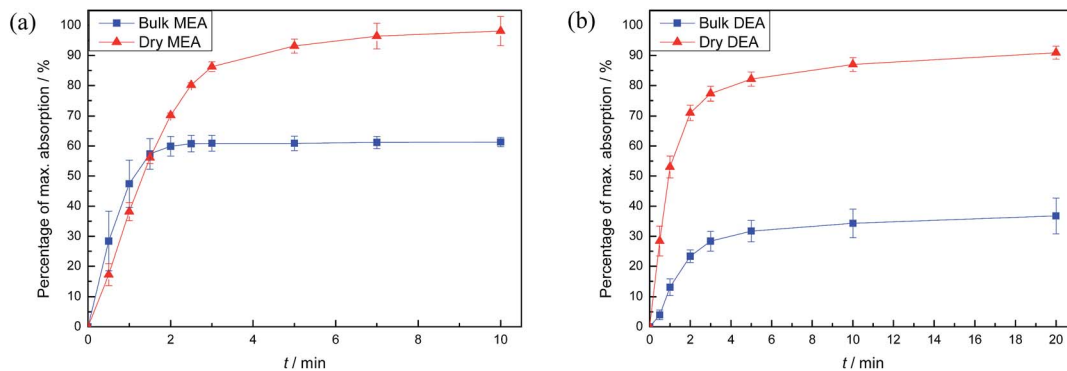 (a)
Bulk MEA
Dry MEA
Percentage of max. absorption / %
100
90
80
70
60
50
40
30
20
10
0
0 2 4 6 8 10
t / min
(b)
Bulk DEA
Dry DEA
Percentage of max. absorption / %
100
90
80
70
60
50
40
30
20
10
0
0 2 4 6 8 10 12 14 16 18 20
t / min